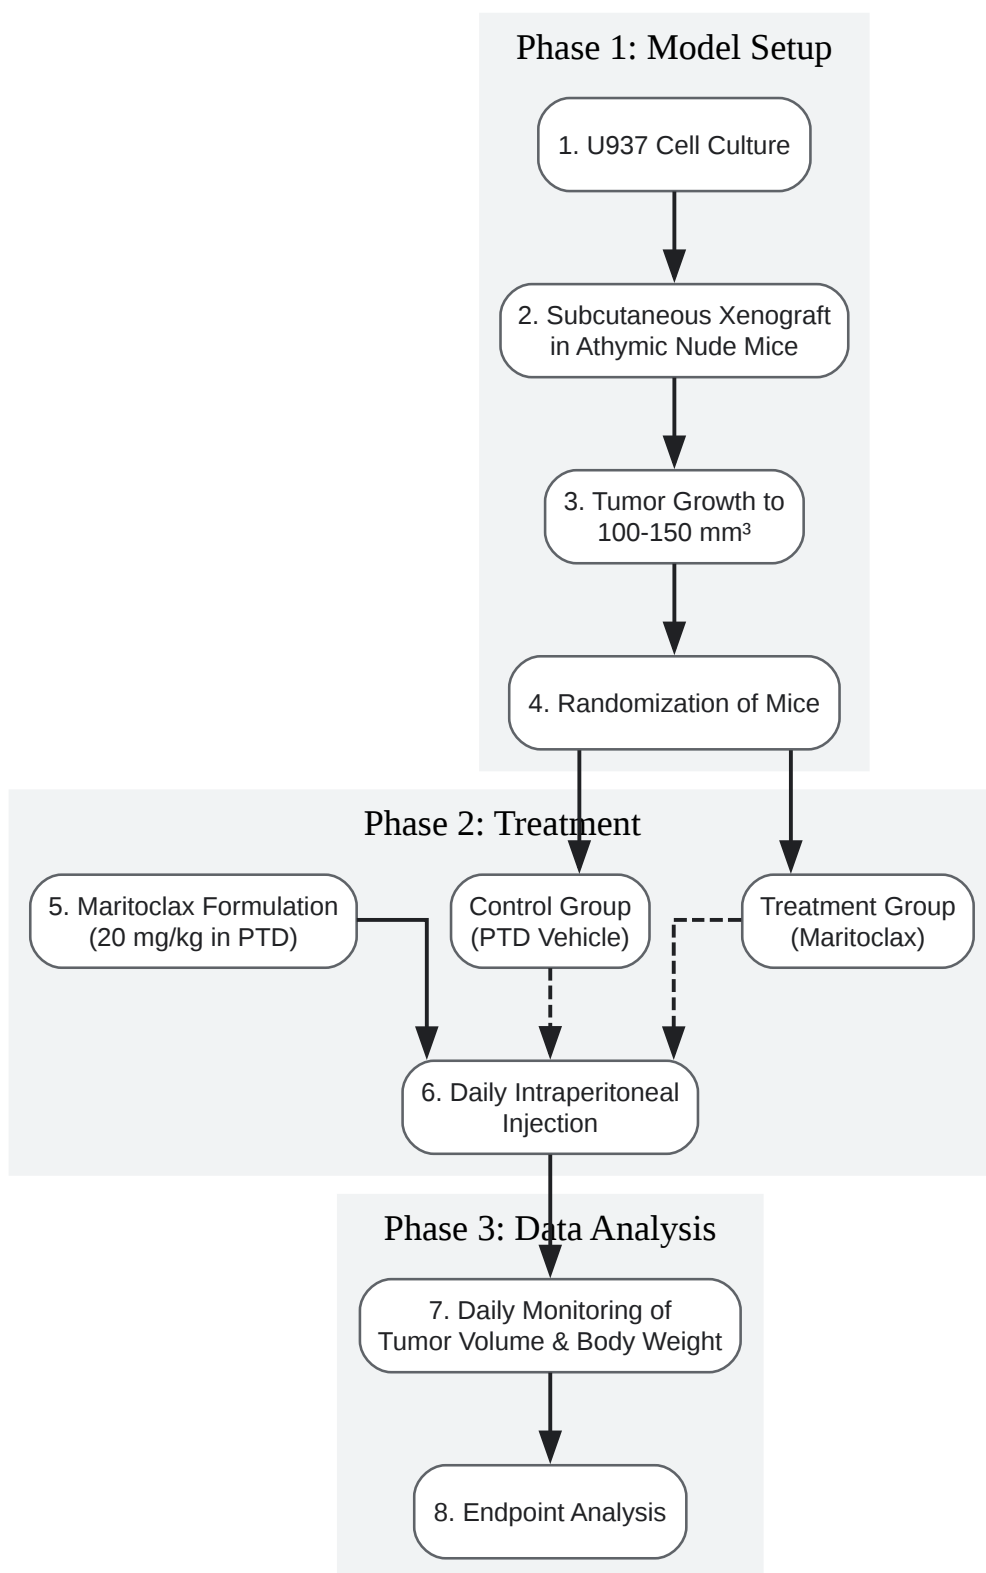 Phase 1: Model Setup
1. U937 Cell Culture
2. Subcutaneous Xenograft
in Athymic Nude Mice
3. Tumor Growth to
100-150 mm³
4. Randomization of Mice
Phase 2: Treatment
5. Maritoclax Formulation
(20 mg/kg in PTD)
Control Group
(PTD Vehicle)
Treatment Group
(Maritoclax)
6. Daily Intraperitoneal
Injection
Phase 3: Data Analysis
7. Daily Monitoring of
Tumor Volume & Body Weight
8. Endpoint Analysis